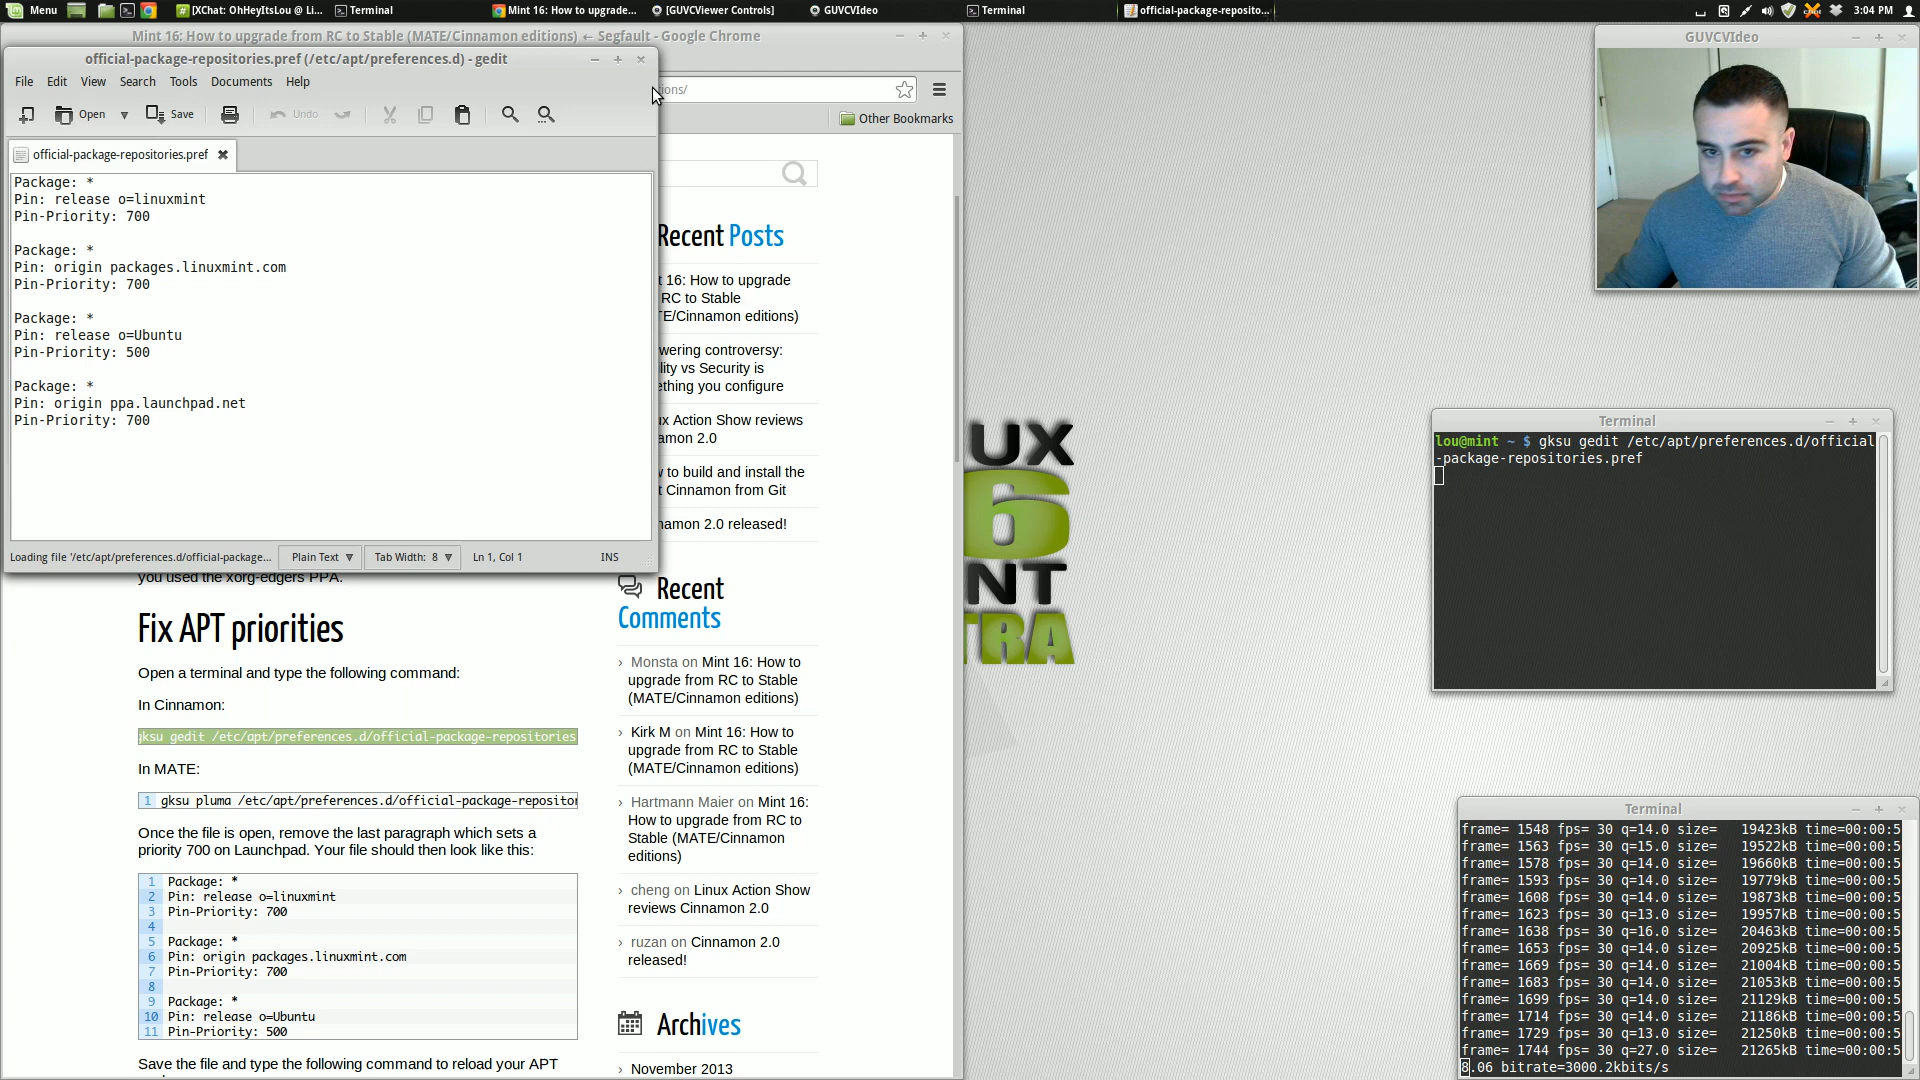 Menu
[XChat: OhHeyItsLou @ Li...
Terminal
Mint 16: How to upgrade...
[GUVCViewer Controls]
GUVCVIdeo
Terminal
official-package-reposito...
3:04 PM
Mint 16: How to upgrade from RC to Stable (MATE/Cinnamon editions) ← Segfault - Google Chrome
official-package-repositories.pref (/etc/apt/preferences.d) - gedit
File Edit View Search Tools Documents Help
Open Save Undo
official-package-repositories.pref
Package: *
Pin: release o=linuxmint
Pin-Priority: 700
Package: *
Pin: origin packages.linuxmint.com
Pin-Priority: 700
Package: *
Pin: release o=Ubuntu
Pin-Priority: 500
Package: *
Pin: origin ppa.launchpad.net
Pin-Priority: 700
Loading file '/etc/apt/preferences.d/official-package... Plain Text Tab Width: 8 Ln 1, Col 1 INS
ions/
Other Bookmarks
you used the xorg-edgers PPA.
Fix APT priorities
Open a terminal and type the following command:
In Cinnamon:
gksu gedit /etc/apt/preferences.d/official-package-repositories
In MATE:
1 gksu pluma /etc/apt/preferences.d/official-package-repositor
Once the file is open, remove the last paragraph which sets a
priority 700 on Launchpad. Your file should then look like this:
1 Package: *
2 Pin: release o=linuxmint
3 Pin-Priority: 700
4
5 Package: *
6 Pin: origin packages.linuxmint.com
7 Pin-Priority: 700
8
9 Package: *
10 Pin: release o=Ubuntu
11 Pin-Priority: 500
Save the file and type the following command to reload your APT
Recent Posts
t 16: How to upgrade
RC to Stable
TE/Cinnamon editions)
wering controversy:
ility vs Security is
ething you configure
ux Action Show reviews
amon 2.0
w to build and install the
t Cinnamon from Git
namon 2.0 released!
Recent
Comments
› Monsta on Mint 16: How to
upgrade from RC to Stable
(MATE/Cinnamon editions)
› Kirk M on Mint 16: How to
upgrade from RC to Stable
(MATE/Cinnamon editions)
› Hartmann Maier on Mint 16:
How to upgrade from RC to
Stable (MATE/Cinnamon
editions)
› cheng on Linux Action Show
reviews Cinnamon 2.0
› ruzan on Cinnamon 2.0
released!
Archives
› November 2013
UX
6
NT
TRA
GUVCVIdeo
Terminal
lou@mint ~ $ gksu gedit /etc/apt/preferences.d/official
-package-repositories.pref
Terminal
frame= 1548 fps= 30 q=14.0 size= 19423kB time=00:00:5
frame= 1563 fps= 30 q=15.0 size= 19522kB time=00:00:5
frame= 1578 fps= 30 q=14.0 size= 19660kB time=00:00:5
frame= 1593 fps= 30 q=14.0 size= 19779kB time=00:00:5
frame= 1608 fps= 30 q=14.0 size= 19873kB time=00:00:5
frame= 1623 fps= 30 q=13.0 size= 19957kB time=00:00:5
frame= 1638 fps= 30 q=16.0 size= 20463kB time=00:00:5
frame= 1653 fps= 30 q=14.0 size= 20925kB time=00:00:5
frame= 1669 fps= 30 q=14.0 size= 21004kB time=00:00:5
frame= 1683 fps= 30 q=14.0 size= 21053kB time=00:00:5
frame= 1699 fps= 30 q=14.0 size= 21129kB time=00:00:5
frame= 1714 fps= 30 q=14.0 size= 21186kB time=00:00:5
frame= 1729 fps= 30 q=13.0 size= 21250kB time=00:00:5
frame= 1744 fps= 30 q=27.0 size= 21265kB time=00:00:5
8.06 bitrate=3000.2kbits/s